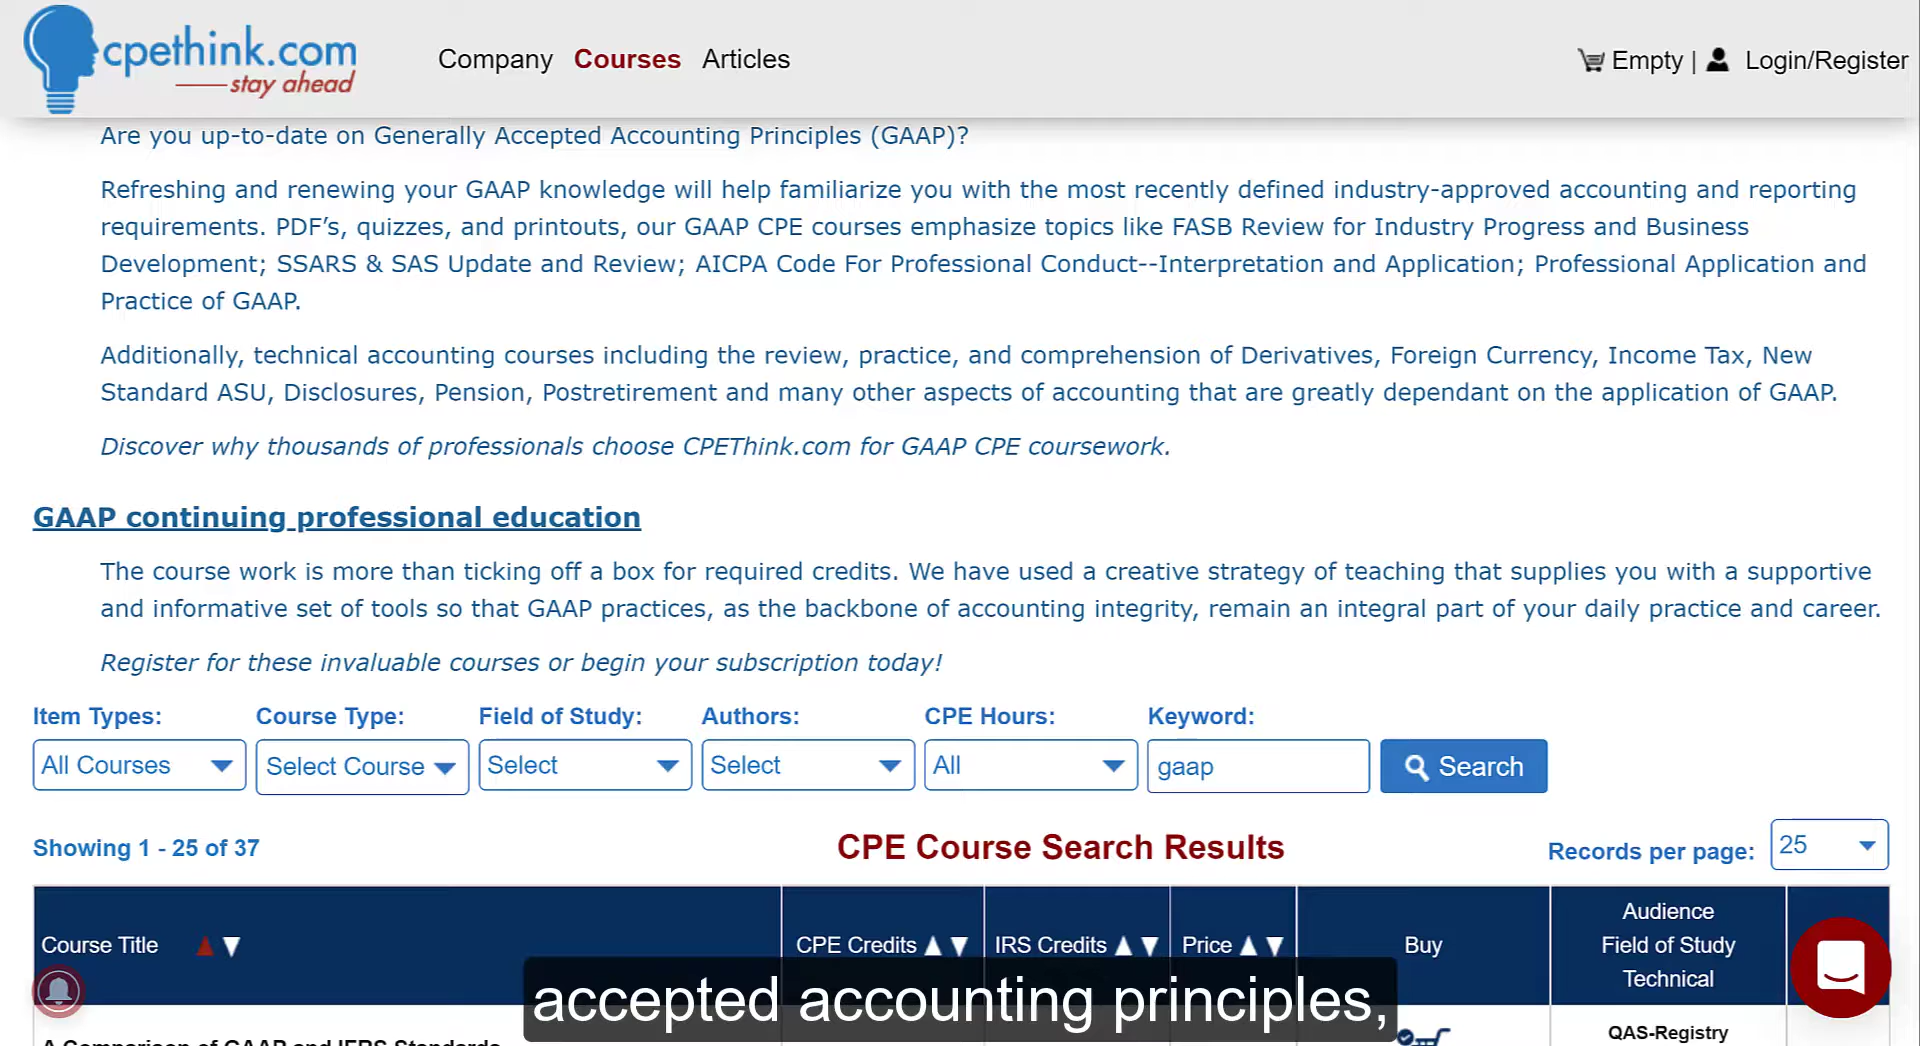 cpethink.com
stay ahead
Company Courses Articles
Empty | Login/Register
Are you up-to-date on Generally Accepted Accounting Principles (GAAP)?
Refreshing and renewing your GAAP knowledge will help familiarize you with the most recently defined industry-approved accounting and reporting
requirements. PDF’s, quizzes, and printouts, our GAAP CPE courses emphasize topics like FASB Review for Industry Progress and Business
Development; SSARS & SAS Update and Review; AICPA Code For Professional Conduct--Interpretation and Application; Professional Application and
Practice of GAAP.
Additionally, technical accounting courses including the review, practice, and comprehension of Derivatives, Foreign Currency, Income Tax, New
Standard ASU, Disclosures, Pension, Postretirement and many other aspects of accounting that are greatly dependant on the application of GAAP.
Discover why thousands of professionals choose CPEThink.com for GAAP CPE coursework.
GAAP continuing professional education
The course work is more than ticking off a box for required credits. We have used a creative strategy of teaching that supplies you with a supportive
and informative set of tools so that GAAP practices, as the backbone of accounting integrity, remain an integral part of your daily practice and career.
Register for these invaluable courses or begin your subscription today!
Item Types: Course Type: Field of Study: Authors: CPE Hours: Keyword:
All Courses Select Course Select Select All gaap Search
Showing 1 - 25 of 37 CPE Course Search Results Records per page: 25
Course Title CPE Credits IRS Credits Price Buy Audience
Field of Study
Technical
accepted accounting principles,
A Comparison of GAAP and IFRS Standards
QAS-Registry